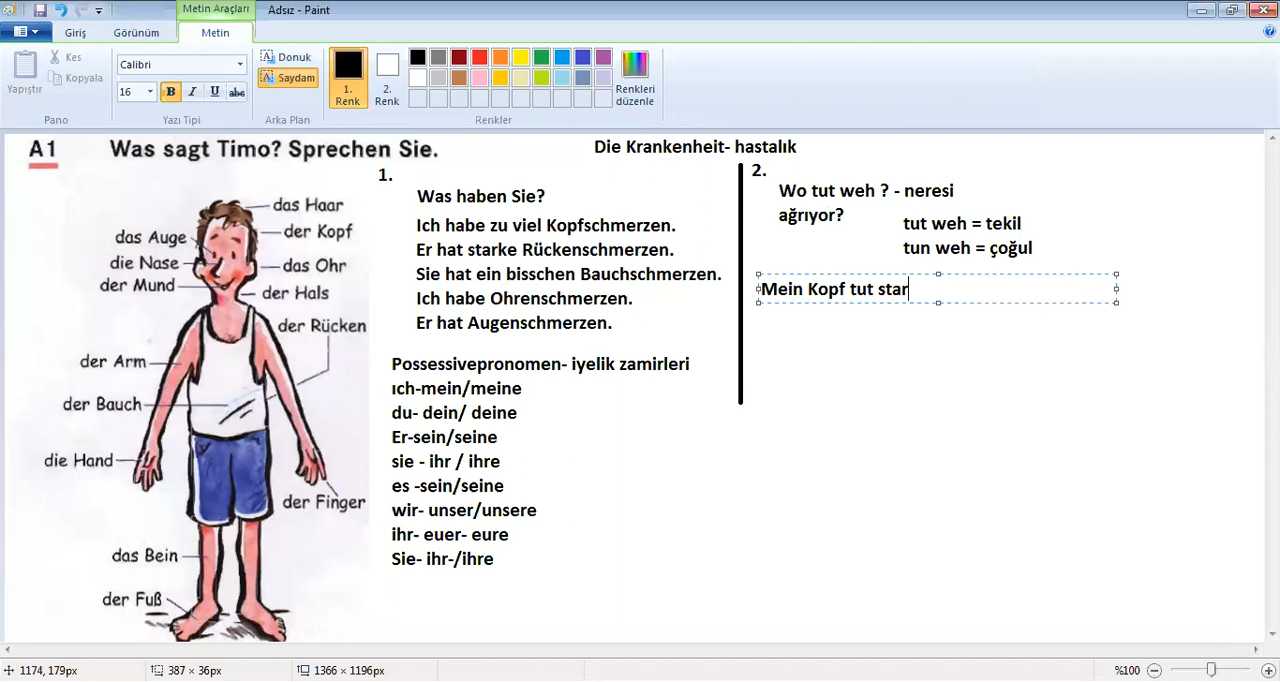 Metin Araçları
Adsız - Paint
Giriş
Görünüm
Metin
Yapıştır
Kes
Kopyala
Calibri
16
B
I
U
abc
Donuk
Saydam
1.
Renk
2.
Renk
Renkleri
düzenle
Pano
Yazı Tipi
Arka Plan
Renkler
A1 Was sagt Timo? Sprechen Sie.
das Haar
der Kopf
das Auge
die Nase
das Ohr
der Mund
der Hals
der Rücken
der Arm
der Bauch
die Hand
der Finger
das Bein
der Fuß
Die Krankenheit- hastalık
1.
Was haben Sie?
Ich habe zu viel Kopfschmerzen.
Er hat starke Rückenschmerzen.
Sie hat ein bisschen Bauchschmerzen.
Ich habe Ohrenschmerzen.
Er hat Augenschmerzen.
Possessivepronomen- iyelik zamirleri
ıch-mein/meine
du- dein/ deine
Er-sein/seine
sie - ihr / ihre
es -sein/seine
wir- unser/unsere
ihr- euer- eure
Sie- ihr-/ihre
2.
Wo tut weh ? - neresi
ağrıyor?
tut weh = tekil
tun weh = çoğul
Mein Kopf tut star
1174, 179px
387 × 36px
1366 × 1196px
%100